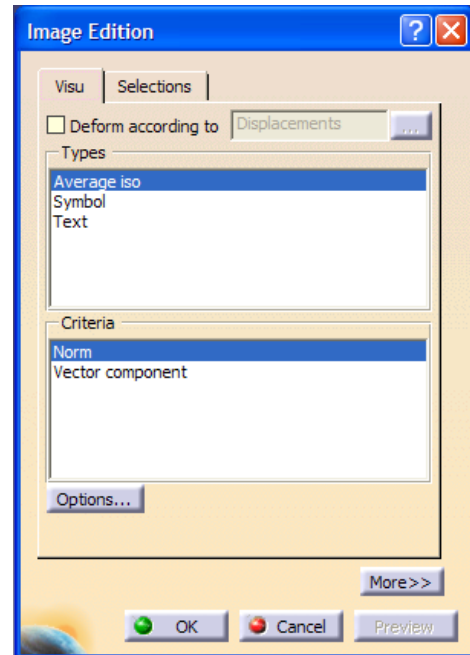 Image Edition
Visu Selections
Deform according to Displacements ...
Types
Average iso
Symbol
Text
Criteria
Norm
Vector component
Options...
More>>
OK Cancel Preview